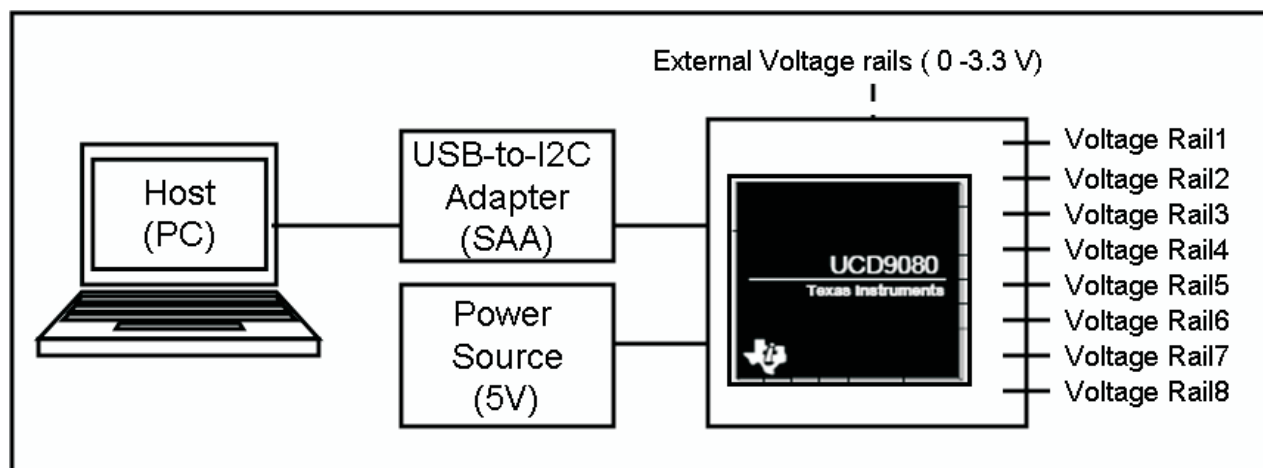 External Voltage rails ( 0 -3.3 V)
Host
(PC)
USB-to-I2C
Adapter
(SAA)
Power
Source
(5V)
UCD9080
Texas Instruments
Voltage Rail1
Voltage Rail2
Voltage Rail3
Voltage Rail4
Voltage Rail5
Voltage Rail6
Voltage Rail7
Voltage Rail8